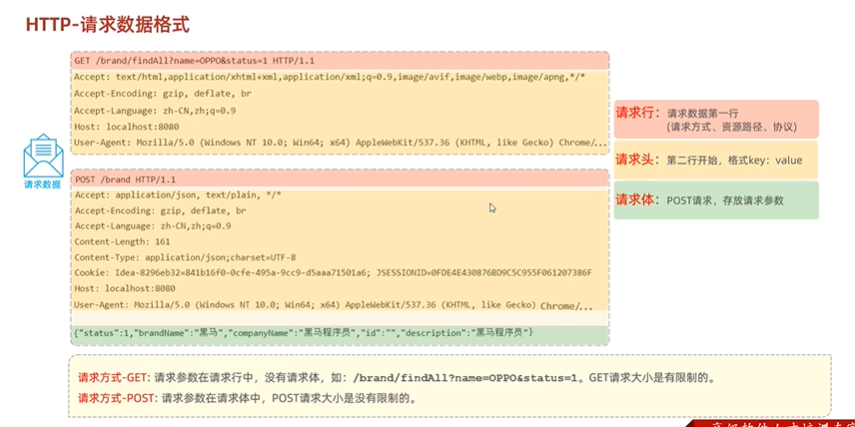 HTTP-请求数据格式
GET /brand/findAll?name=OPPO&status=1 HTTP/1.1
Accept: text/html,application/xhtml+xml,application/xml;q=0.9,image/avif,image/webp,image/apng,*/*
Accept-Encoding: gzip, deflate, br
Accept-Language: zh-CN,zh;q=0.9
Host: localhost:8080
User-Agent: Mozilla/5.0 (Windows NT 10.0; Win64; x64) AppleWebKit/537.36 (KHTML, like Gecko) Chrome/...
请求数据
POST /brand HTTP/1.1
Accept: application/json, text/plain, */*
Accept-Encoding: gzip, deflate, br
Accept-Language: zh-CN,zh;q=0.9
Content-Length: 161
Content-Type: application/json;charset=UTF-8
Cookie: Idea-8296eb32=841b16f0-0cfe-495a-9cc9-d5aaa71501a6; JSESSIONID=0FDE4E430876BD9C5C955F061207386F
Host: localhost:8080
User-Agent: Mozilla/5.0 (Windows NT 10.0; Win64; x64) AppleWebKit/537.36 (KHTML, like Gecko) Chrome/...
{"status":1,"brandName":"黑马","companyName":"黑马程序员","id":"","description":"黑马程序员"}
请求行：请求数据第一行
(请求方式、资源路径、协议)
请求头：第二行开始，格式key：value
请求体：POST请求，存放请求参数
请求方式-GET: 请求参数在请求行中，没有请求体，如：/brand/findAll?name=OPPO&status=1。GET请求大小是有限制的。
请求方式-POST: 请求参数在请求体中，POST请求大小是没有限制的。